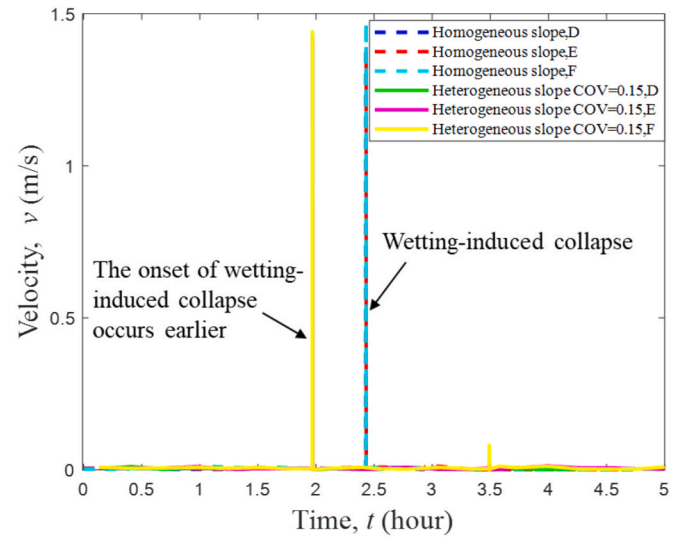 1.5
1
0.5
0
Velocity, v (m/s)
Homogeneous slope,D
Homogeneous slope,E
Homogeneous slope,F
Heterogeneous slope COV=0.15,D
Heterogeneous slope COV=0.15,E
Heterogeneous slope COV=0.15,F
Wetting-induced collapse
The onset of wetting-
induced collapse
occurs earlier
0 0.5 1 1.5 2 2.5 3 3.5 4 4.5 5
Time, t (hour)